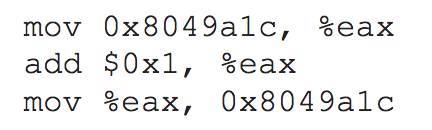 mov 0x8049a1c, %eax
add $0x1, %eax
mov %eax, 0x8049a1c